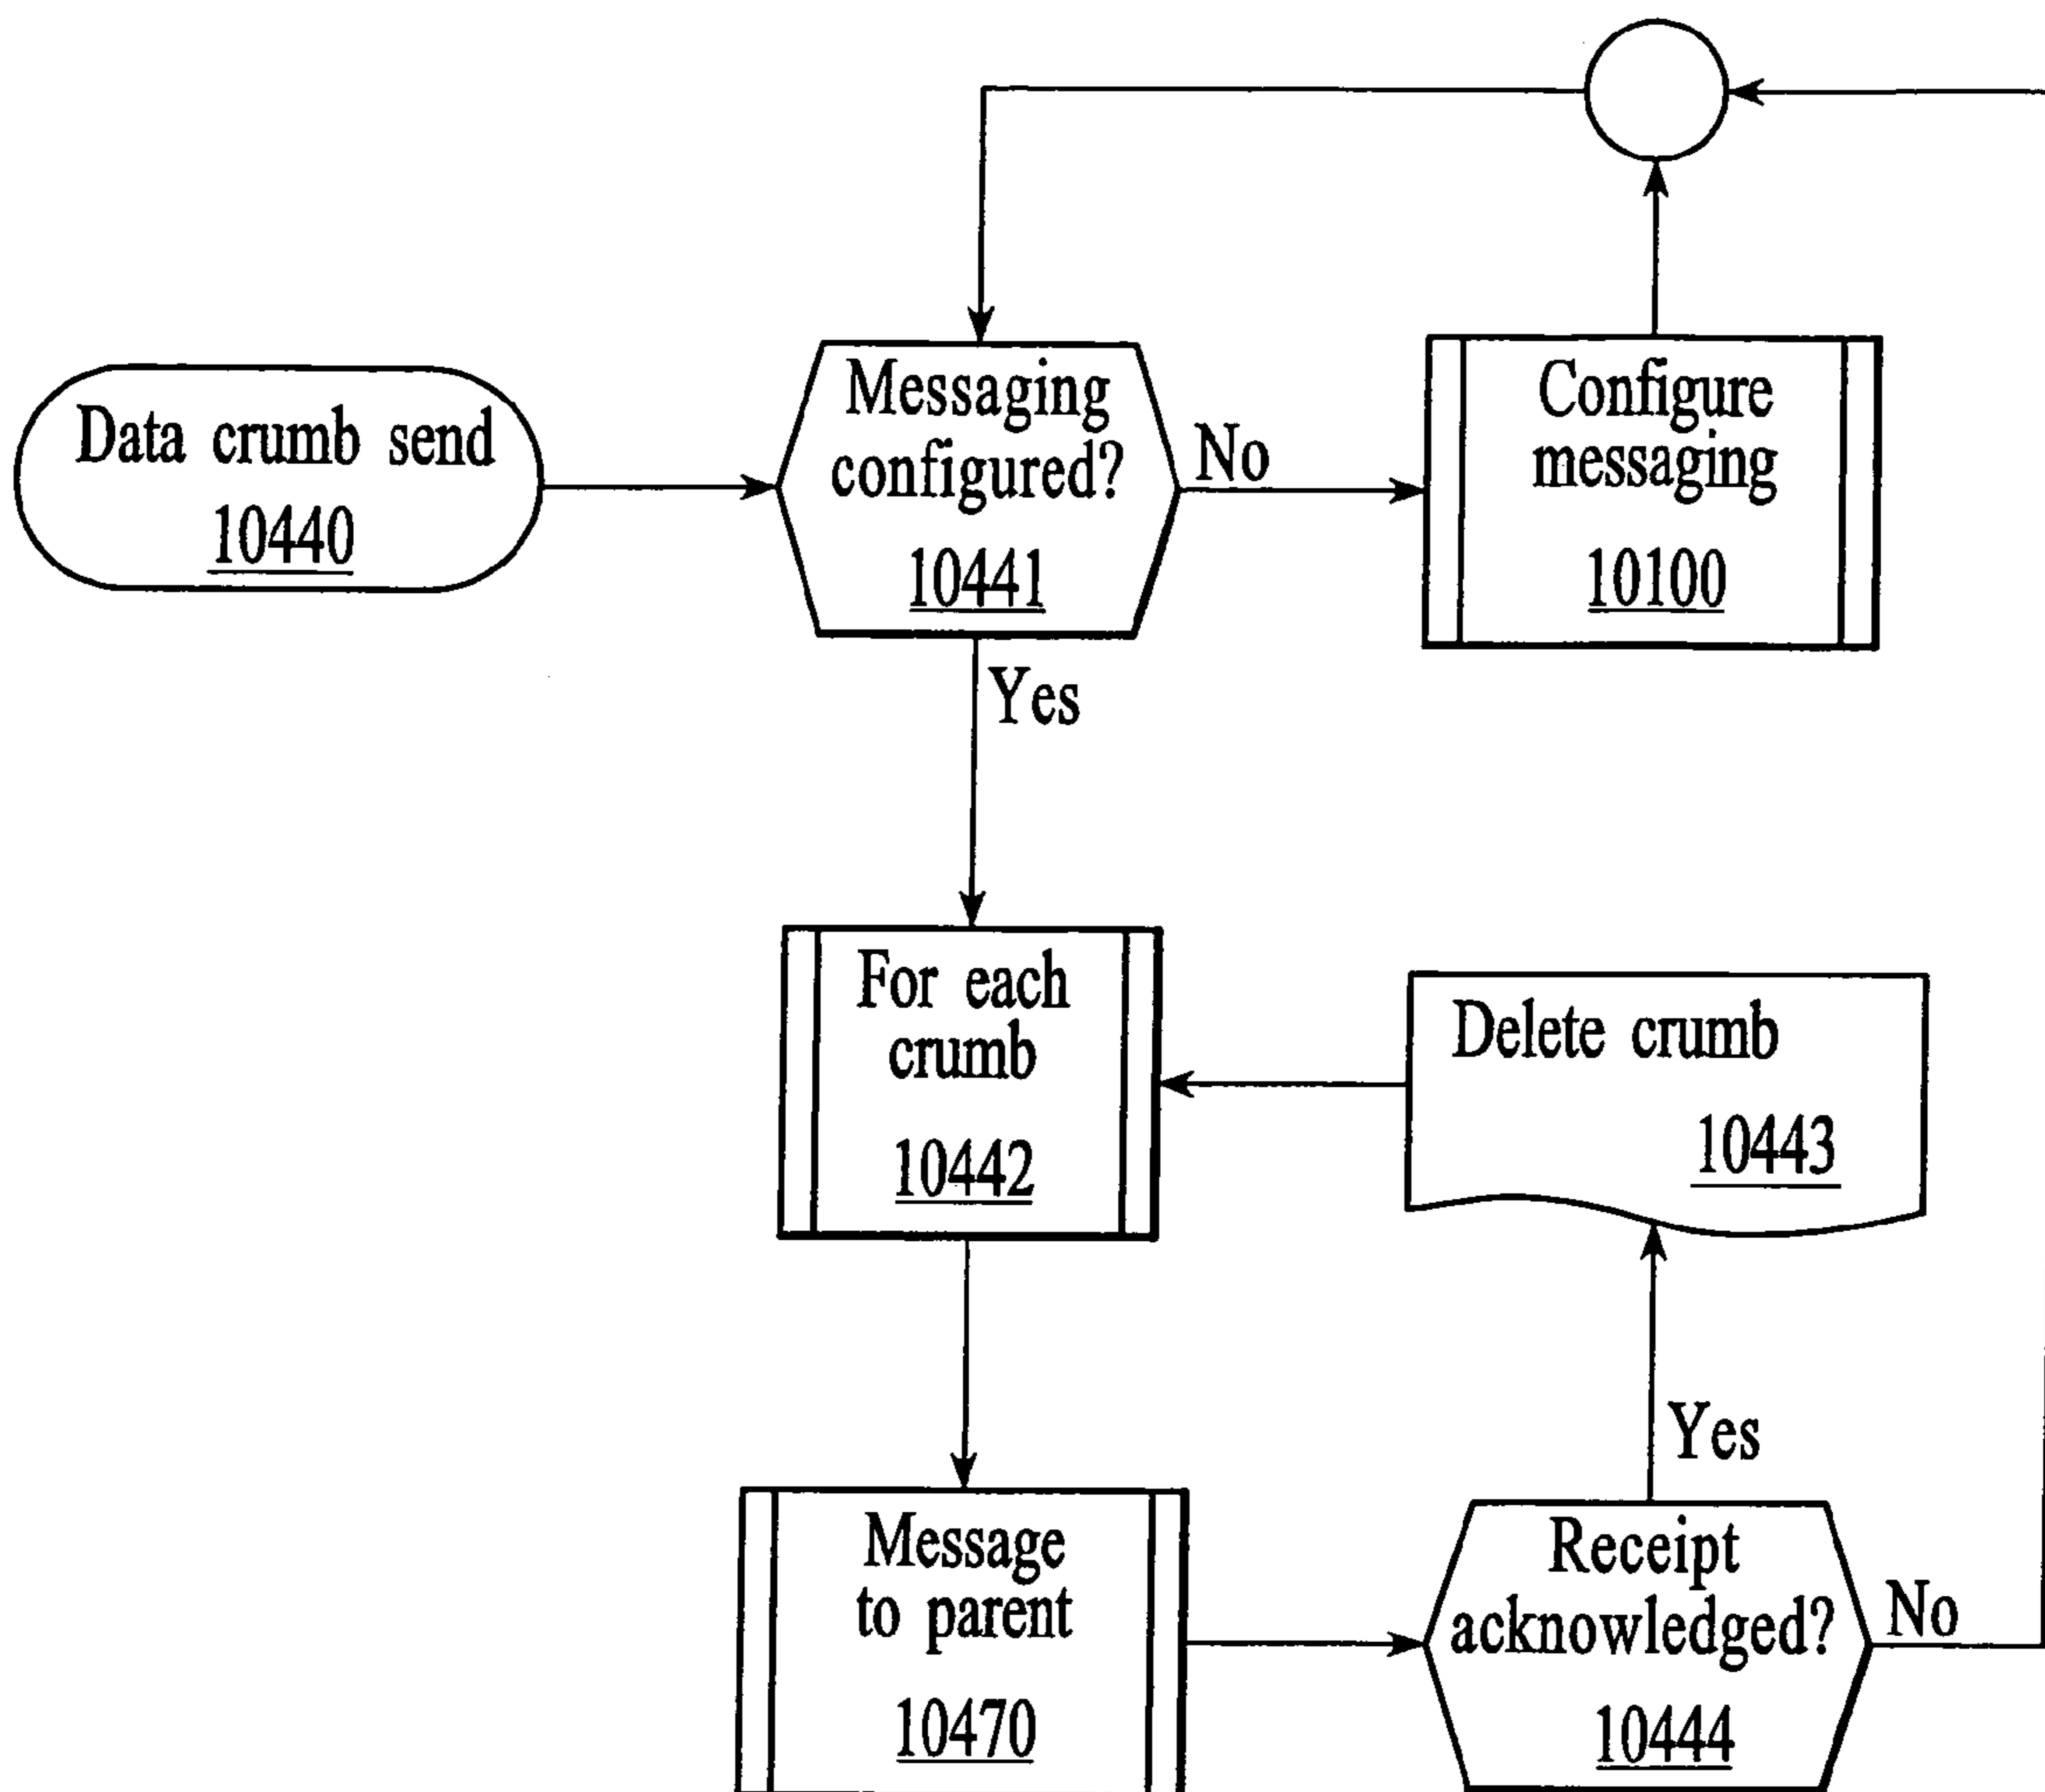 Data crumb send
10440
Messaging
configured?
10441
No
Configure
messaging
10100
Yes
For each
crumb
10442
Delete crumb
10443
Yes
Message
to parent
10470
Receipt
acknowledged?
10444
No